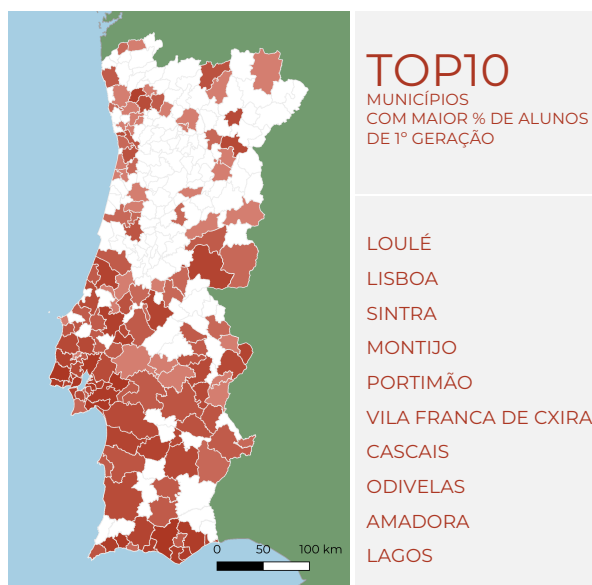 TOP10
MUNICÍPIOS
COM MAIOR % DE ALUNOS
DE 1º GERAÇÃO
LOULÉ
LISBOA
SINTRA
MONTIJO
PORTIMÃO
VILA FRANCA DE CXIRA
CASCAIS
ODIVELAS
AMADORA
LAGOS
0 50 100 km